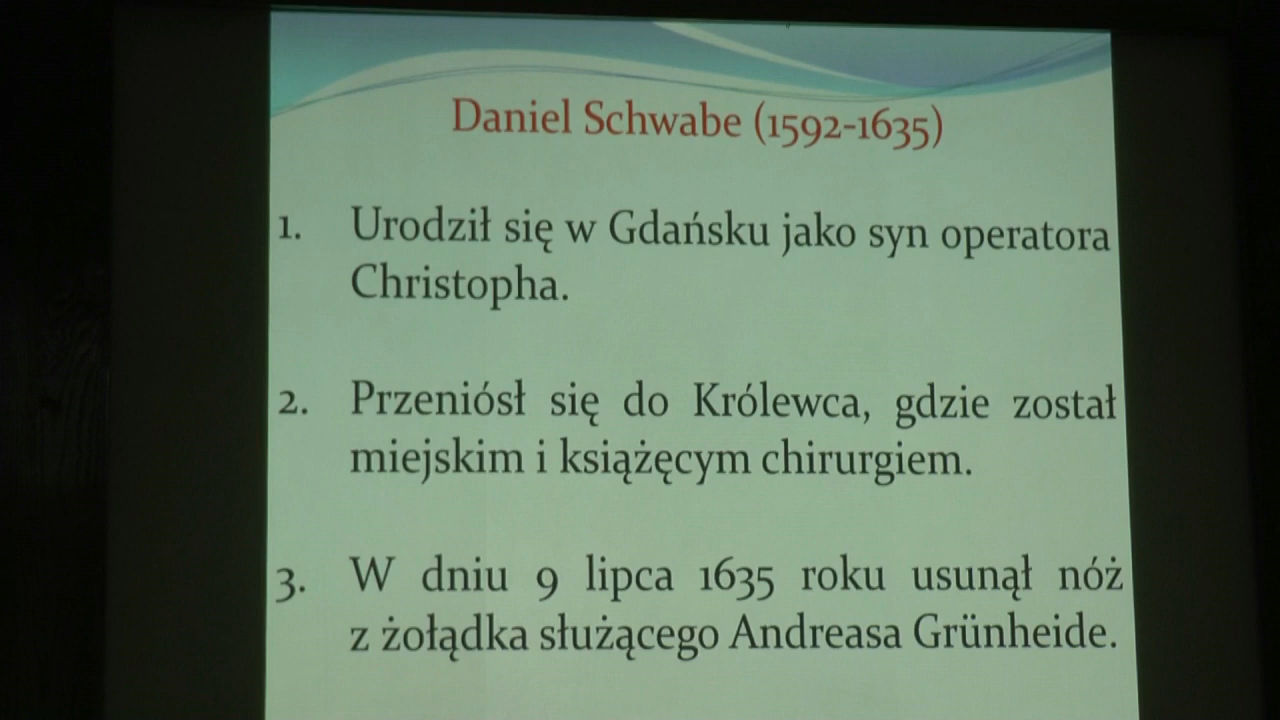 Daniel Schwabe (1592-1635)
1. Urodził się w Gdańsku jako syn operatora
Christopha.
2. Przeniósł się do Królewca, gdzie został
miejskim i książęcym chirurgiem.
3. W dniu 9 lipca 1635 roku usunął nóż
z żołądka służącego Andreasa Grünheide.